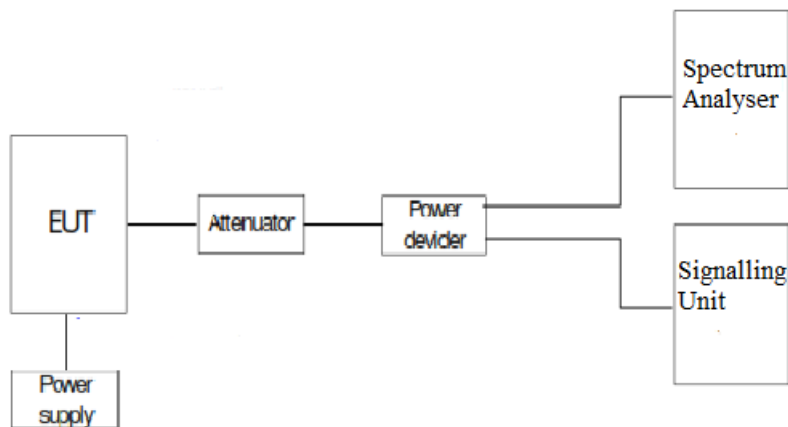 Spectrum
Analyser
EUT
Attenuator
Power
devider
Signalling
Unit
Power
supply